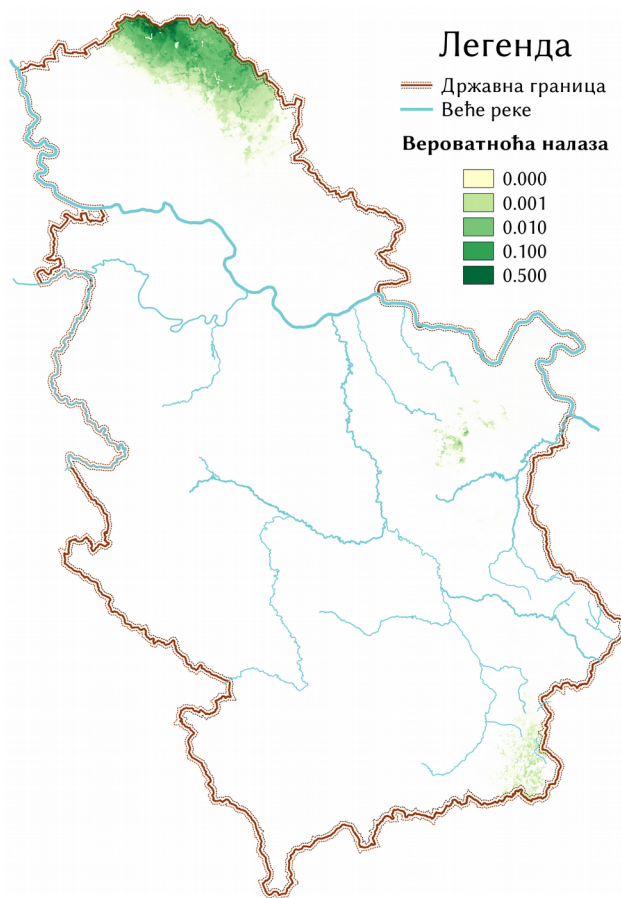 Легенда
Државна граница
Веће реке
Вероватноћа налаза
0.000
0.001
0.010
0.100
0.500